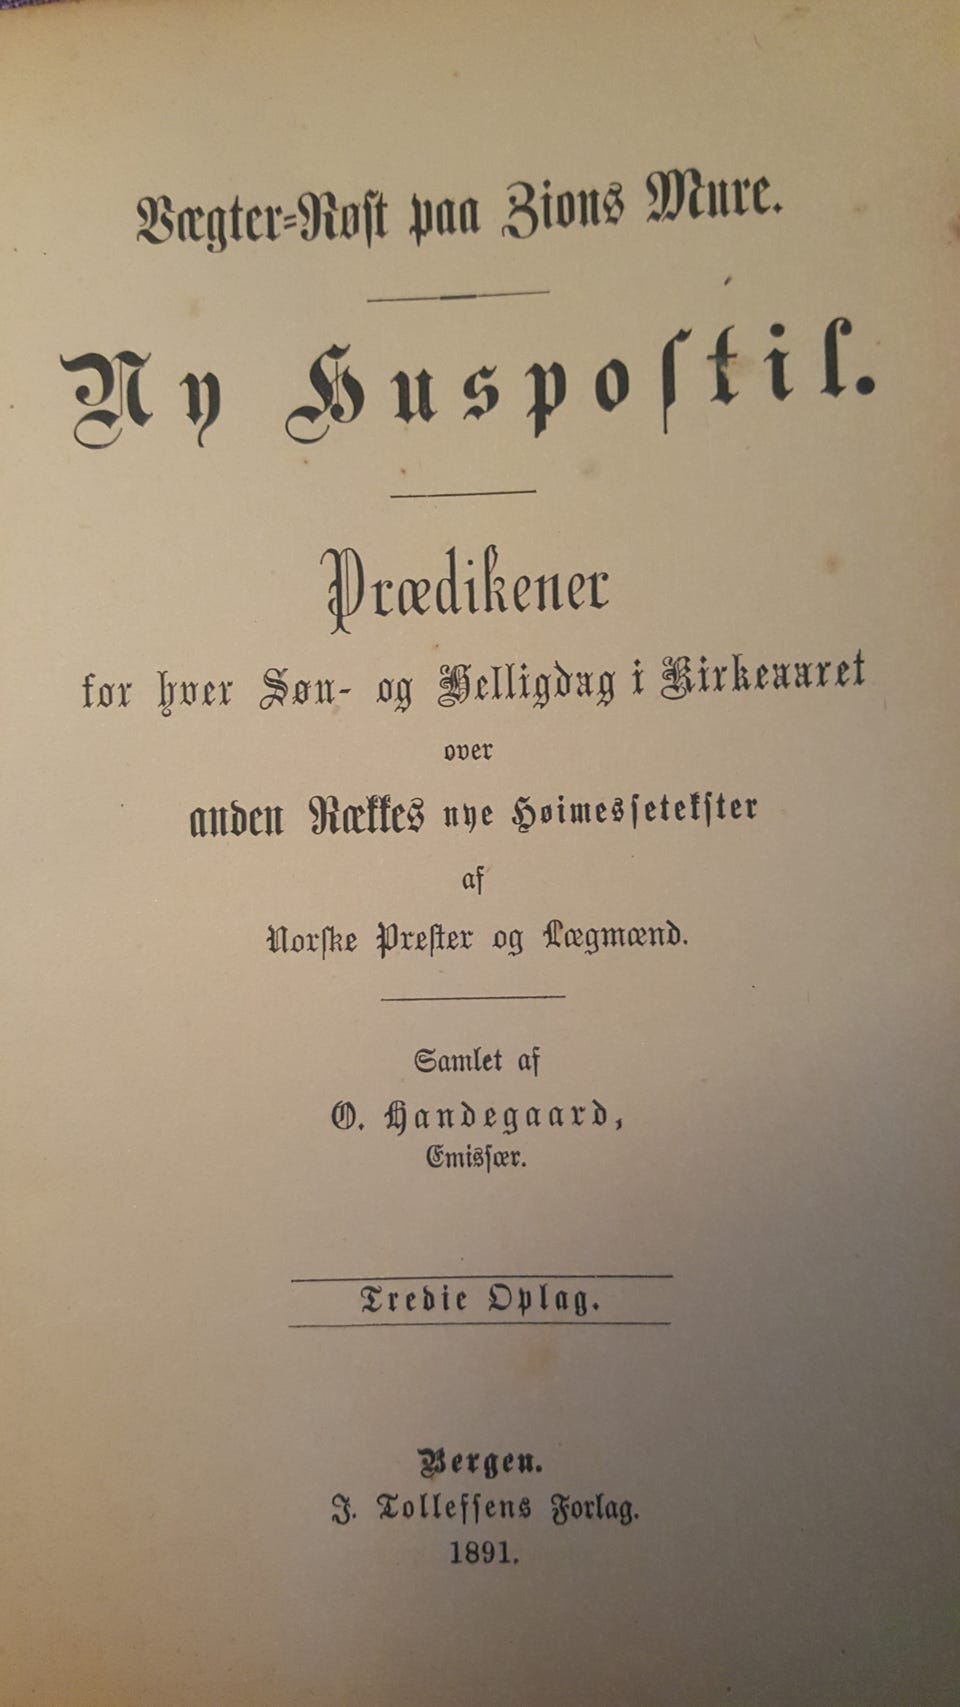 Vægter-Røst paa Zions Mure.
Ny Huspostil.
Prædikener
for hver Søn- og Helligdag i Kirkeaaret
over
anden Rækkes nye Høimessetekster
af
Norske Prester og Lægmænd.
Samlet af
O. Handegaard,
Emissær.
Tredie Oplag.
Bergen.
J. Tollefsens Forlag.
1891.